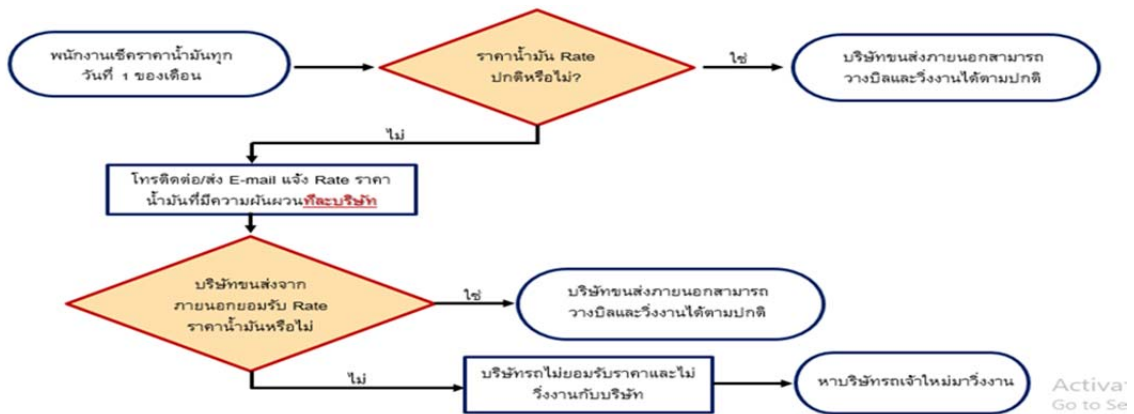 พนักงานเช็คราคาน้ำมันทุก
วันที่ 1 ของเดือน
ราคาน้ำมัน Rate
ปกติหรือไม่?
ใช่
บริษัทขนส่งภายนอกสามารถ
วางบิลและวิ่งงานได้ตามปกติ
ไม่
โทรติดต่อ/ส่ง E-mail แจ้ง Rate ราคา
น้ำมันที่มีความผันผวนทีละบริษัท
บริษัทขนส่งจาก
ภายนอกยอมรับ Rate
ราคาน้ำมันหรือไม่
ใช่
บริษัทขนส่งภายนอกสามารถ
วางบิลและวิ่งงานได้ตามปกติ
ไม่
บริษัทรถไม่ยอมรับราคาและไม่
วิ่งงานกับบริษัท
หาบริษัทรถเจ้าใหม่มาวิ่งงาน
Activa
Go to Se